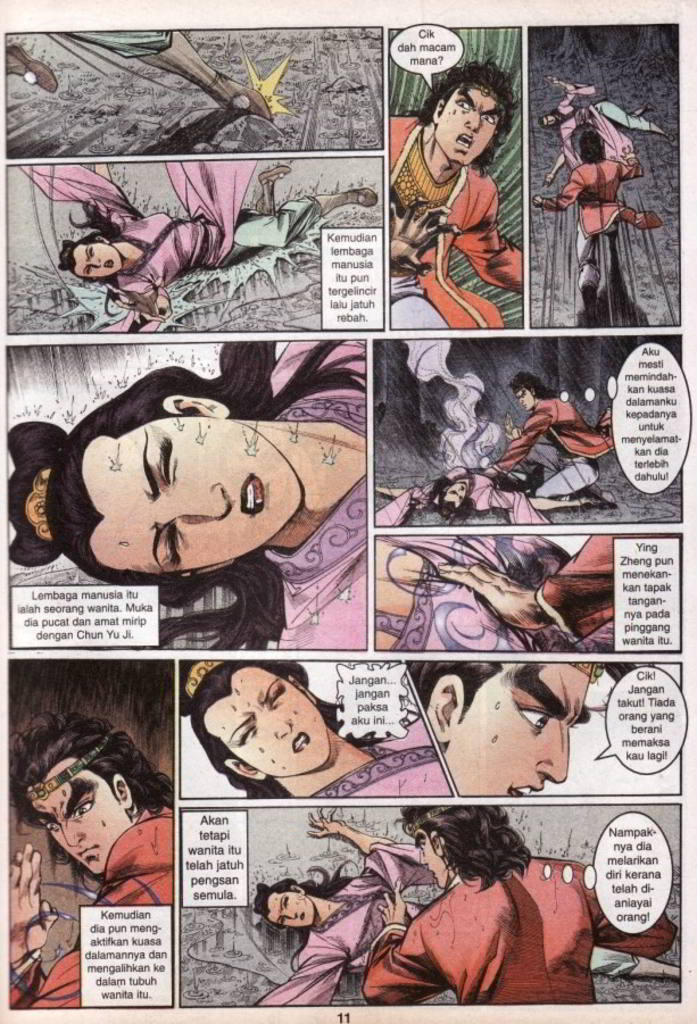 Cik
dah macam
mana?
Kemudian
lembaga
manusia
itu pun
tergelincir
lalu jatuh
rebah.
Lembaga manusia itu
ialah seorang wanita. Muka
dia pucat dan amat mirip
dengan Chun Yu Ji.
Aku
mesti
memindah-
kan kuasa
dalamanku
kepadanya
untuk
menyelamat-
kan dia
terlebih
dahulu!
Ying
Zheng pun
menekan-
kan tapak
tangan-
nya pada
pinggang
wanita itu.
Kemudian
dia pun meng-
aktifkan kuasa
dalamannya dan
mengalihkan ke
dalam tubuh
wanita itu.
Jangan...
jangan
paksa
aku ini...
Cik!
Jangan
takut! Tiada
orang yang
berani
memaksa
kau lagi!
Akan
tetapi
wanita itu
telah jatuh
pengsan
semula.
Nampak-
nya dia
melarikan
diri kerana
telah di-
aniayai
orang!
11